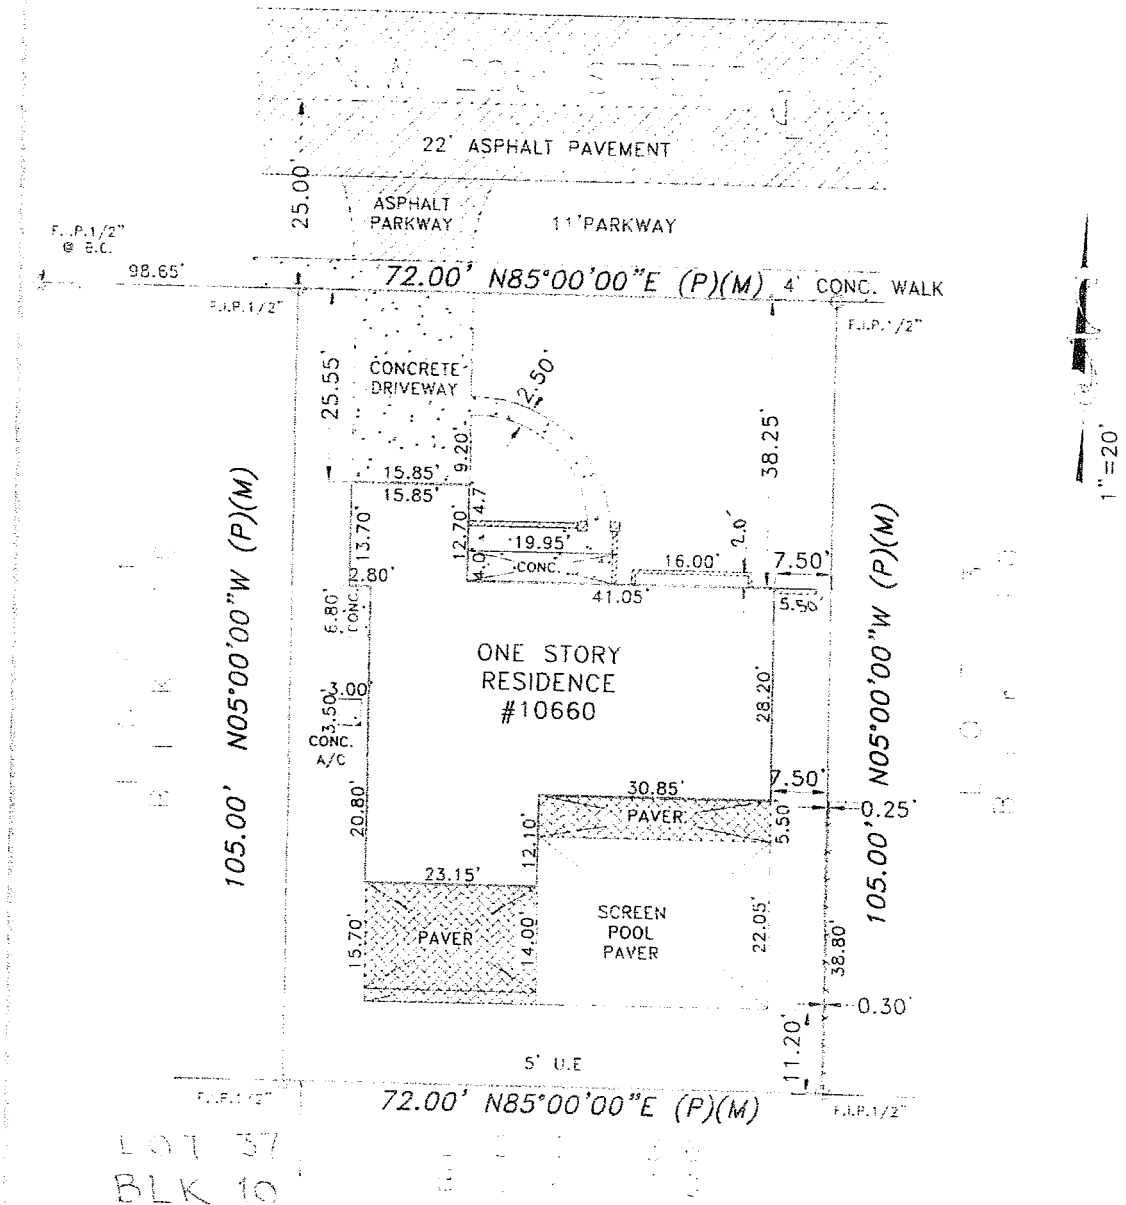 22' ASPHALT PAVEMENT
25.00'
ASPHALT
PARKWAY
11' PARKWAY
F.I.P.1/2"
@ B.C.
98.65'
72.00' N85°00'00"E (P)(M)
4' CONC. WALK
F.I.P.1/2"
F.I.P.1/2"
1"=20'
25.55'
CONCRETE
DRIVEWAY
2.50'
38.25'
9.20'
15.85'
15.85'
4.7
13.70'
12.70'
19.95'
CONC.
4.0
16.00'
2.0'
7.50'
5.50'
41.05'
2.80'
6.80'
CONC.
105.00' N05°00'00"W (P)(M)
105.00' N05°00'00"W (P)(M)
ONE STORY
RESIDENCE
#10660
28.20'
3.00'
3.50'
CONC.
A/C
20.80'
30.85'
PAVER
7.50'
0.25'
5.50'
12.10'
23.15'
PAVER
15.70'
14.00'
SCREEN
POOL
PAVER
22.05'
38.80'
0.30'
11.20'
5' U.E
F.I.P.1/2"
72.00' N85°00'00"E (P)(M)
F.I.P.1/2"
LOT 37
BLK 10